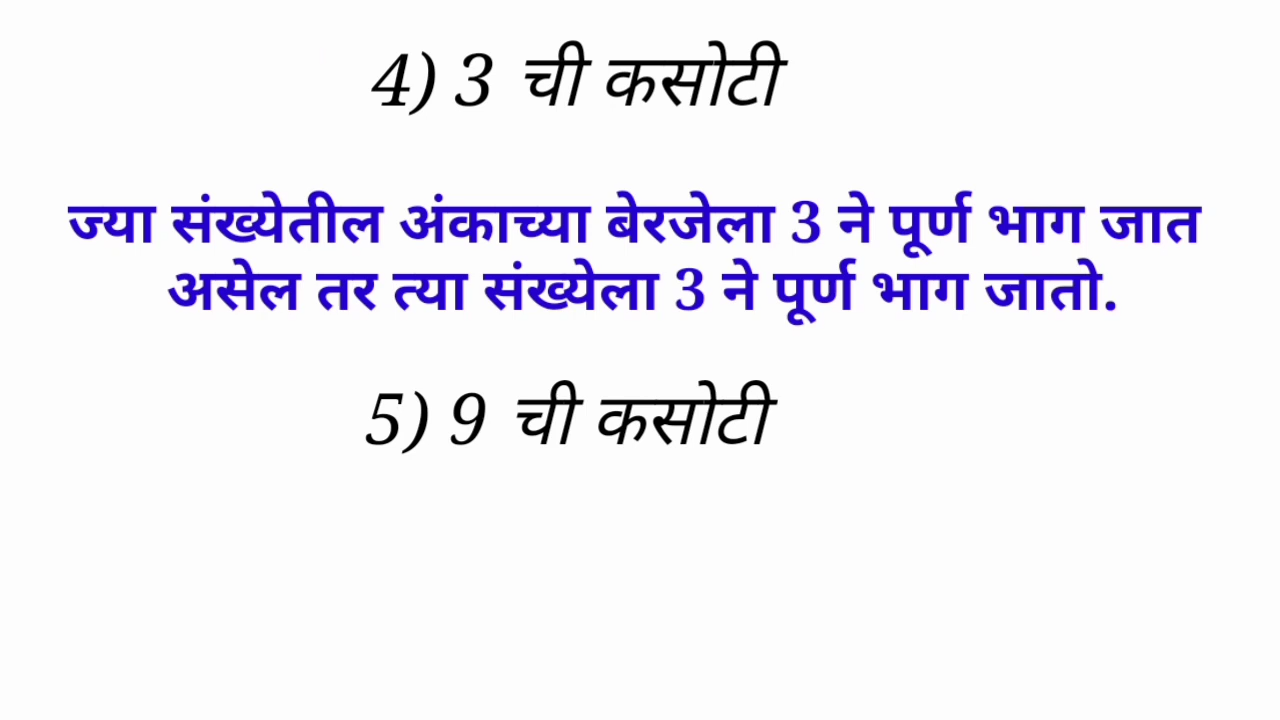 4) 3 ची कसोटी
ज्या संख्येतील अंकाच्या बेरजेला 3 ने पूर्ण भाग जात
असेल तर त्या संख्येला 3 ने पूर्ण भाग जातो.
5) 9 ची कसोटी